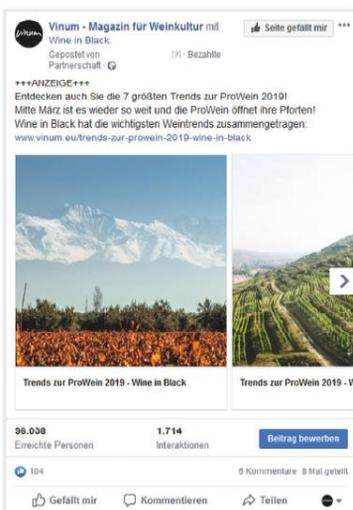 vinum
Vinum - Magazin für Weinkultur mit
Wine in Black.
Seite gefällt mir
Gepostet von
[?] · Bezahlte
Partnerschaft ·
+++ANZEIGE+++
Entdecken auch Sie die 7 größten Trends zur ProWein 2019!
Mitte März ist es wieder so weit und die ProWein öffnet ihre Pforten!
Wine in Black hat die wichtigsten Weintrends zusammengetragen:
www.vinum.eu/trends-zur-prowein-2019-wine-in-black
Trends zur ProWein 2019 - Wine in Black
Trends zur ProWein 2019 - W
1.714
Erreichte Personen
Interaktionen
Beitrag bewerben
104
Kommentare 8 Mal geteilt
Gefällt mir
Kommentieren
Teilen